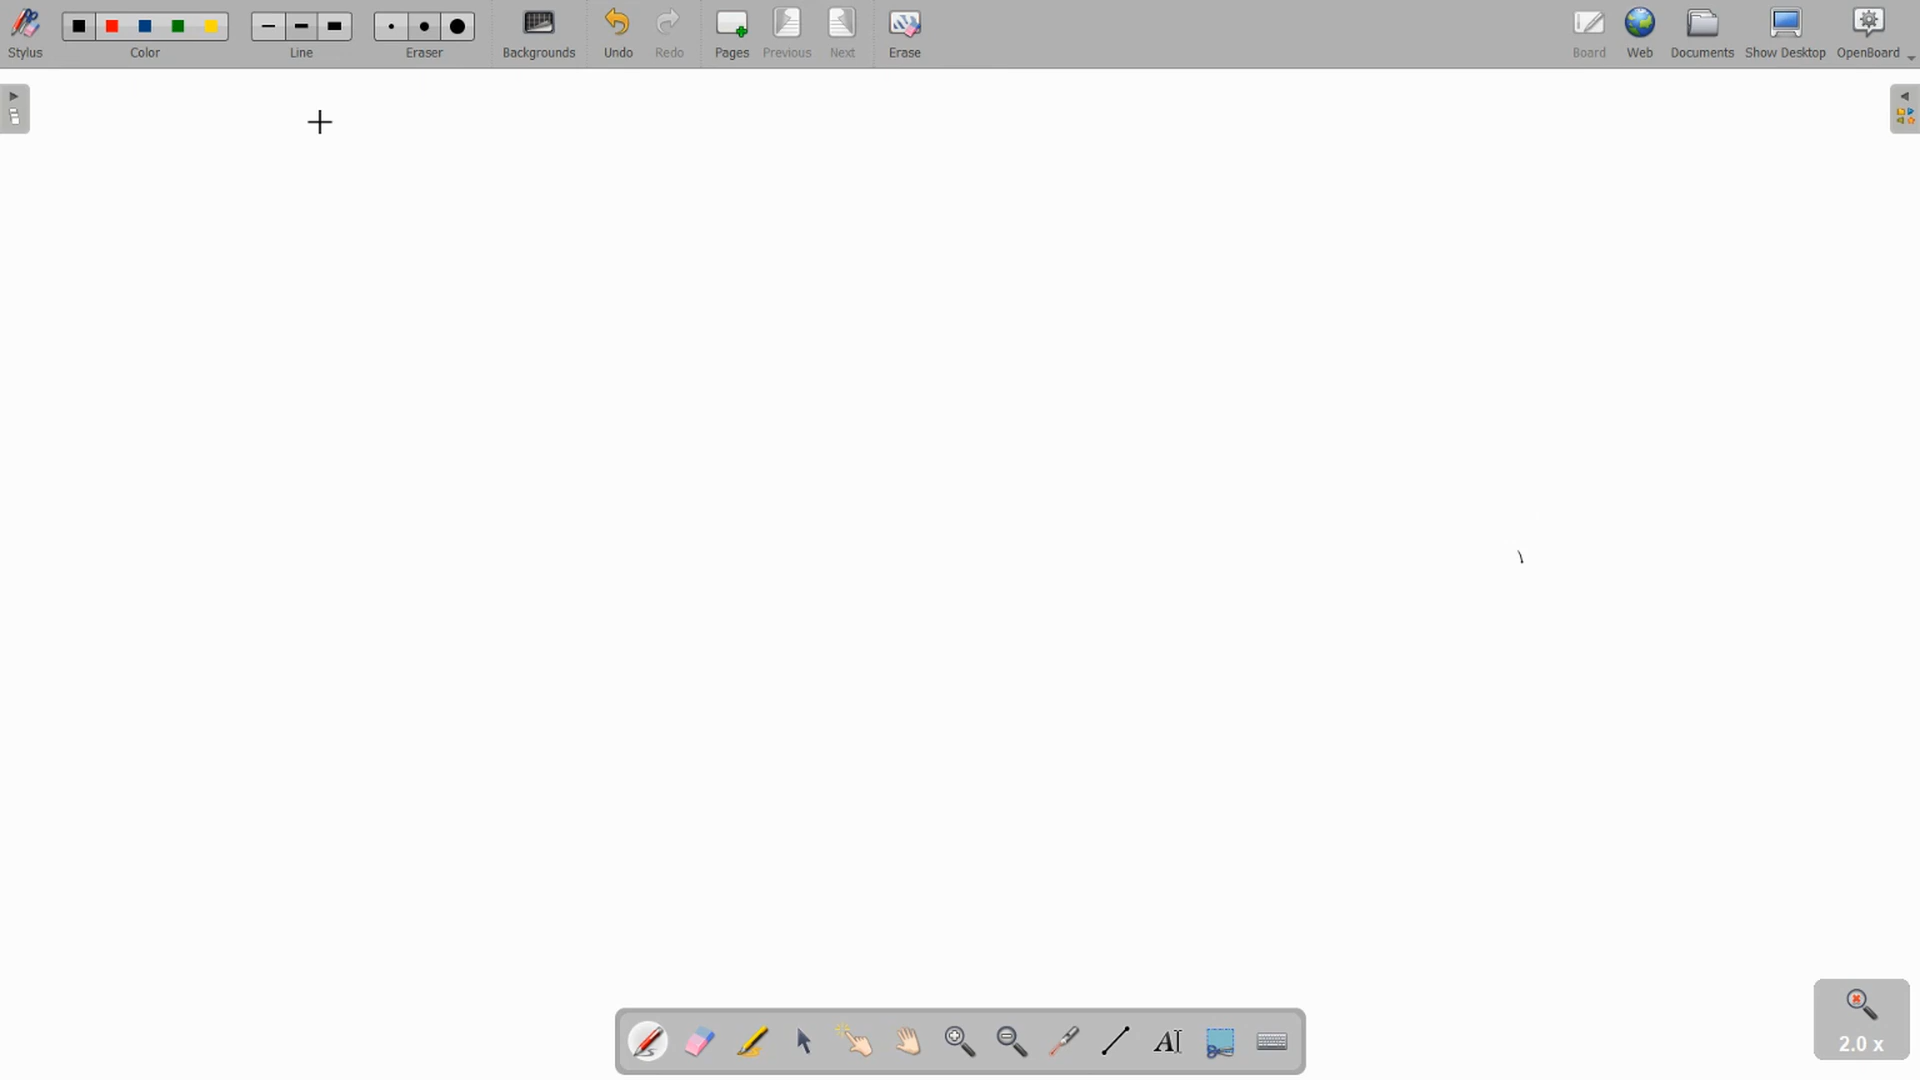 Stylus Color Line Eraser Backgrounds Undo Redo Pages Previous Next Erase Board Web Documents Show Desktop OpenBoard
AI
2.0 x